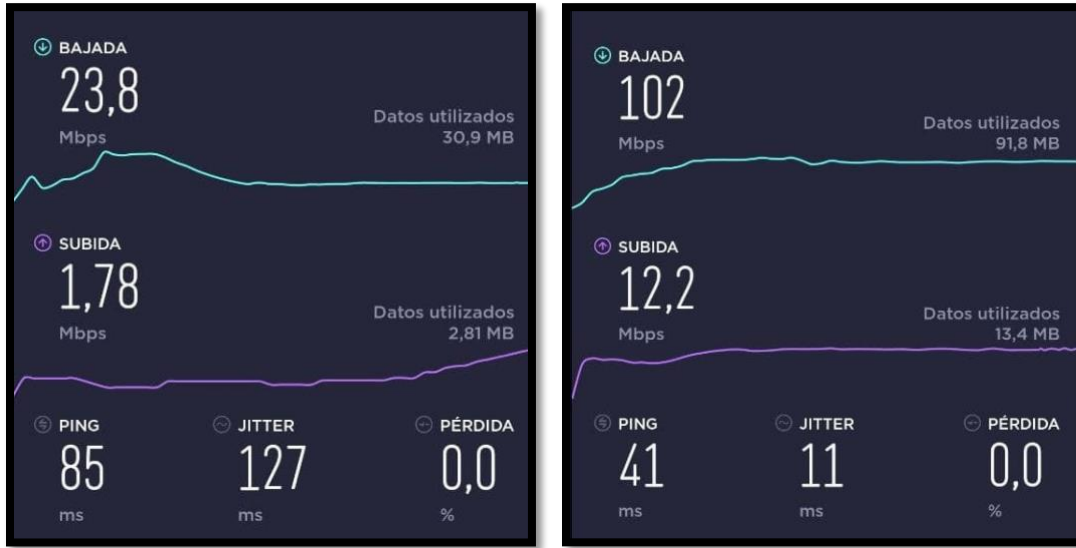 BAJADA
23,8
Mbps
Datos utilizados
30,9 MB
SUBIDA
1,78
Mbps
Datos utilizados
2,81 MB
PING
JITTER
PÉRDIDA
85
127
0,0
ms
ms
%
BAJADA
102
Mbps
Datos utilizados
91,8 MB
SUBIDA
12,2
Mbps
Datos utilizados
13,4 MB
PING
JITTER
PÉRDIDA
41
11
0,0
ms
ms
%